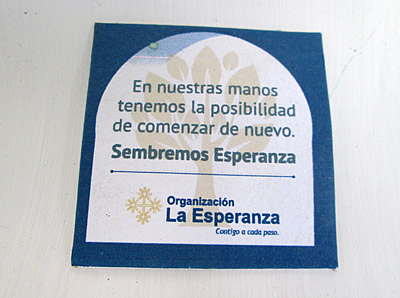 En nuestras manos
tenemos la posibilidad
de comenzar de nuevo.
Sembremos Esperanza
Organización
La Esperanza
Contigo a cada paso.